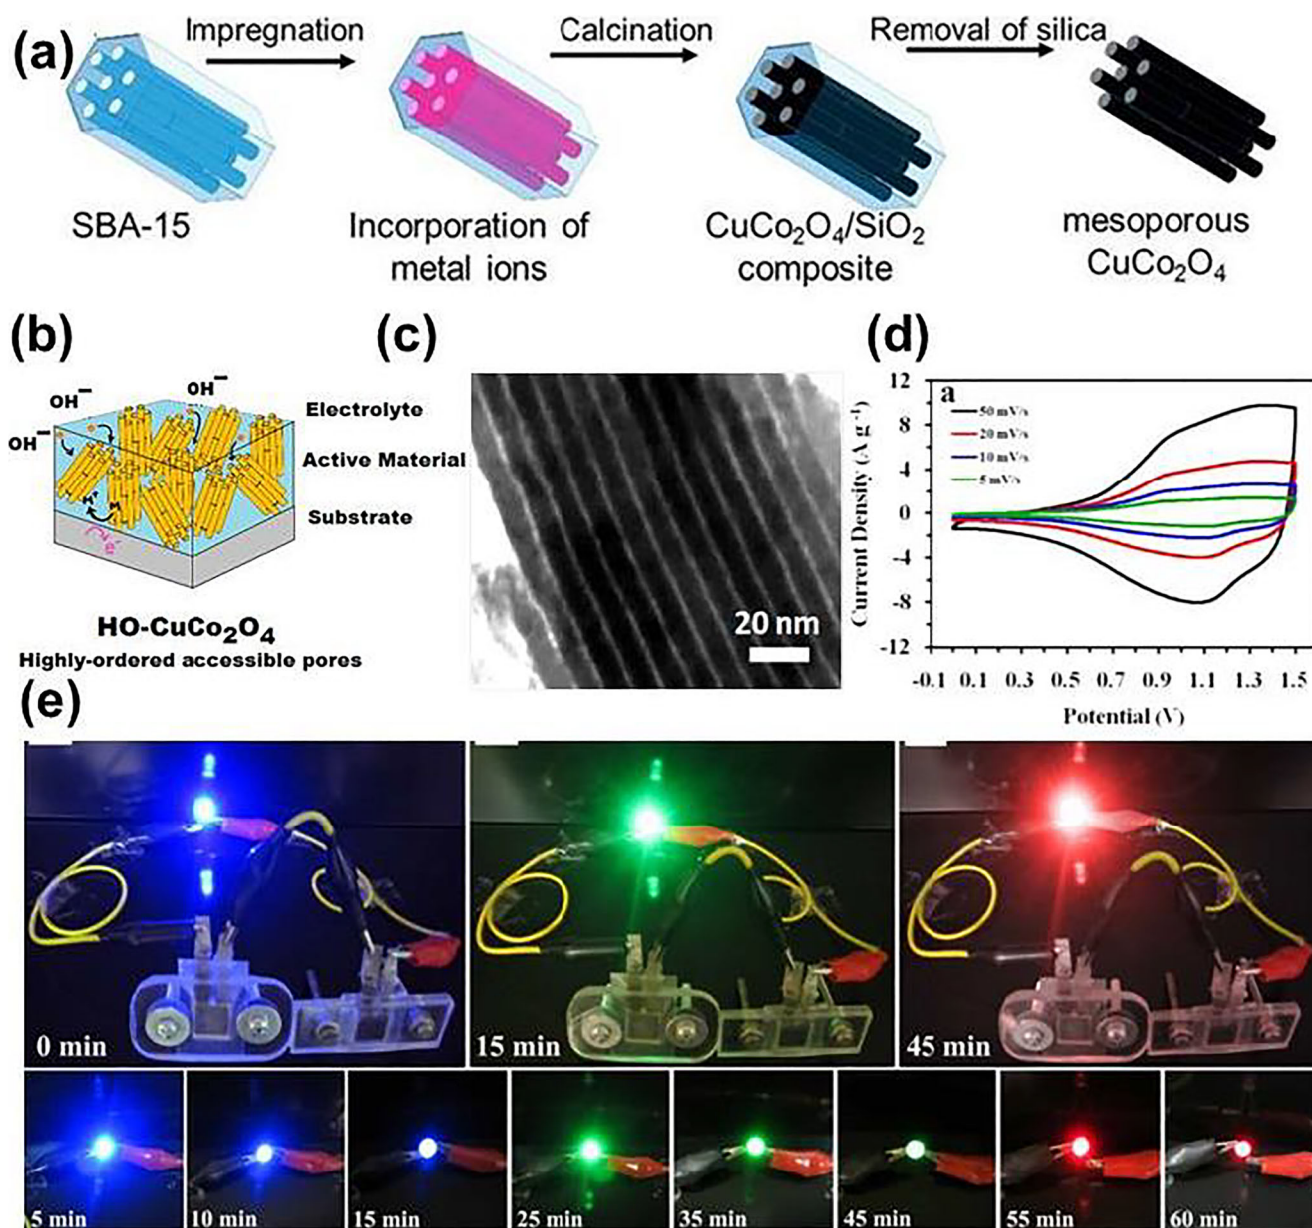 (a)
Impregnation
Calcination
Removal of silica
SBA-15
Incorporation of
metal ions
CuCo₂O₄/SiO₂
composite
mesoporous
CuCo₂O₄
(b)
OH⁻
OH⁻
OH⁻
Electrolyte
Active Material
Substrate
HO-CuCo₂O₄
Highly-ordered accessible pores
(c)
20 nm
(d)
a
50 mV/s
20 mV/s
10 mV/s
5 mV/s
Current Density (A g⁻¹)
12
8
4
0
-4
-8
-12
-0.1 0.1 0.3 0.5 0.7 0.9 1.1 1.3 1.5
Potential (V)
(e)
0 min
15 min
45 min
5 min
10 min
15 min
25 min
35 min
45 min
55 min
60 min